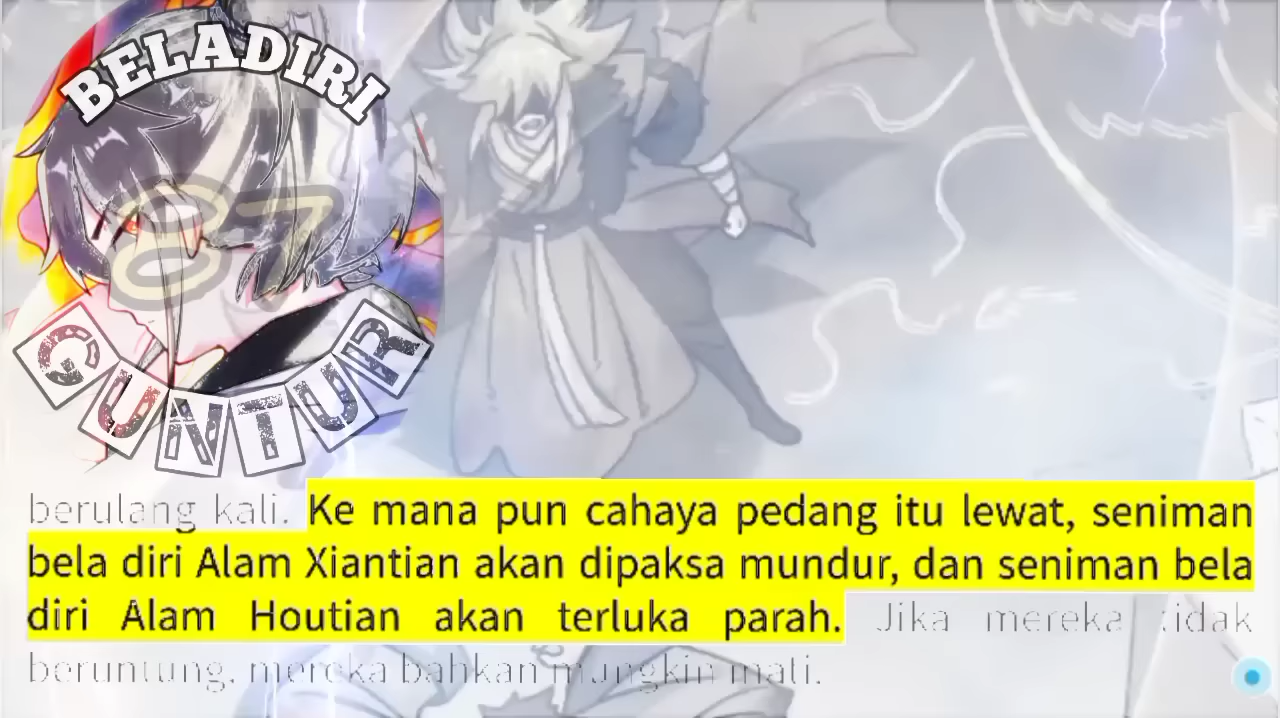 BELADIRI
87
GUNTUR
berulang kali. Ke mana pun cahaya pedang itu lewat, seniman
bela diri Alam Xiantian akan dipaksa mundur, dan seniman bela
diri Alam Houtian akan terluka parah. Jika mereka tidak
beruntung, mereka bahkan mungkin mati.